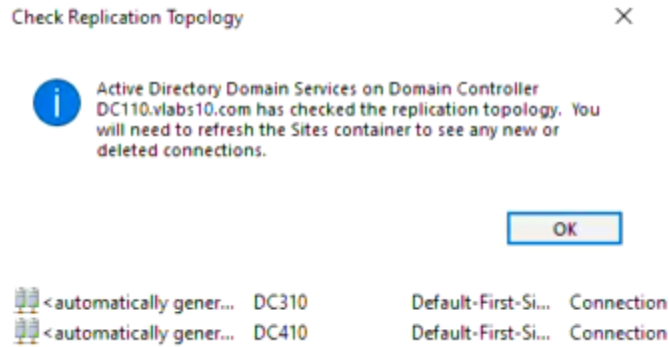 Check Replication Topology
Active Directory Domain Services on Domain Controller
DC110.vlabs10.com has checked the replication topology. You
will need to refresh the Sites container to see any new or
deleted connections.
OK
<automatically gener... DC310 Default-First-Si... Connection
<automatically gener... DC410 Default-First-Si... Connection